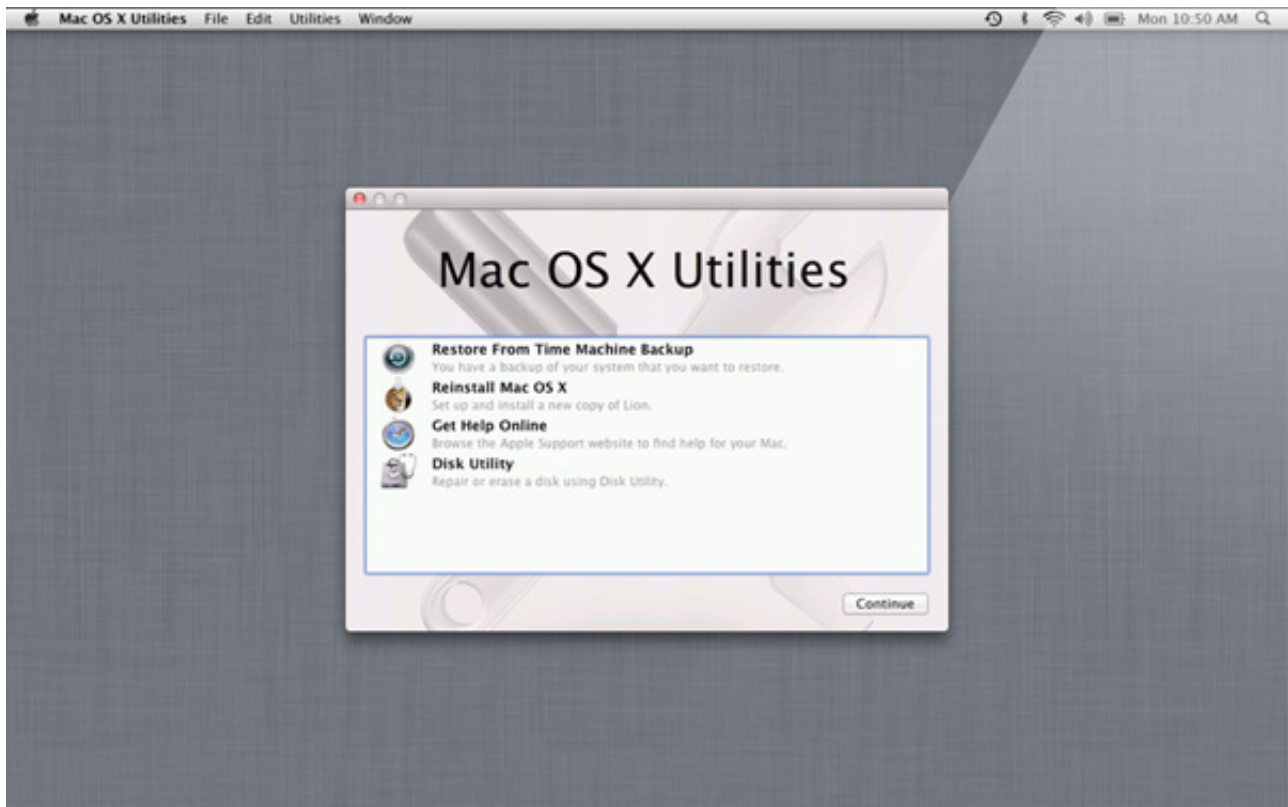 Mac OS X Utilities File Edit Utilities Window Mon 10:50 AM
Mac OS X Utilities
Restore From Time Machine Backup
You have a backup of your system that you want to restore.
Reinstall Mac OS X
Set up and install a new copy of Lion.
Get Help Online
Browse the Apple Support website to find help for your Mac.
Disk Utility
Repair or erase a disk using Disk Utility.
Continue